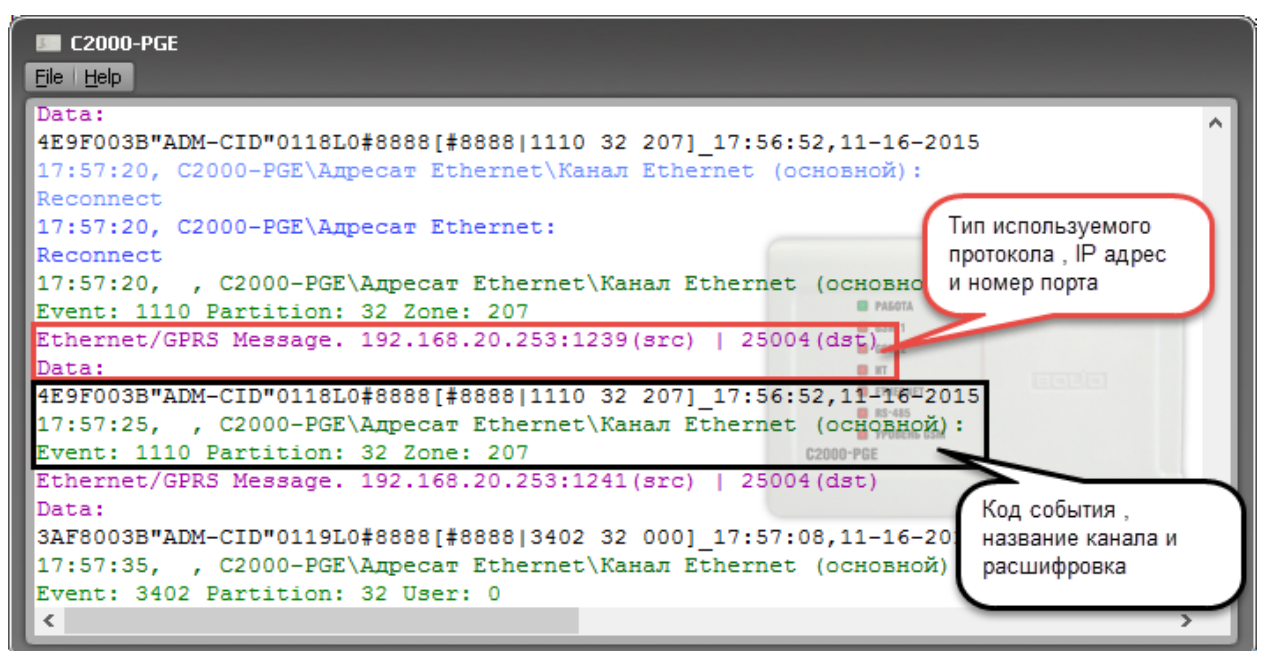 C2000-PGE
File Help
Data:
4E9F003B"ADM-CID"0118L0#8888[#8888|1110 32 207]_17:56:52,11-16-2015
17:57:20, C2000-PGE\Адресат Ethernet\Канал Ethernet (основной):
Reconnect
17:57:20, C2000-PGE\Адресат Ethernet:
Reconnect
17:57:20,  , C2000-PGE\Адресат Ethernet\Канал Ethernet (основно
Event: 1110 Partition: 32 Zone: 207
Ethernet/GPRS Message. 192.168.20.253:1239(src) | 25004(dst)
Data:
4E9F003B"ADM-CID"0118L0#8888[#8888|1110 32 207]_17:56:52,11-16-2015
17:57:25,  , C2000-PGE\Адресат Ethernet\Канал Ethernet (основной):
Event: 1110 Partition: 32 Zone: 207
Ethernet/GPRS Message. 192.168.20.253:1241(src) | 25004(dst)
Data:
3AF8003B"ADM-CID"0119L0#8888[#8888|3402 32 000]_17:57:08,11-16-20
17:57:35,  , C2000-PGE\Адресат Ethernet\Канал Ethernet (основной)
Event: 3402 Partition: 32 User: 0
Тип используемого
протокола , IP адрес
и номер порта
РАБОТА
КТ
RS-485
УРОВЕНЬ GSM
C2000-PGE
Код события ,
название канала и
расшифровка